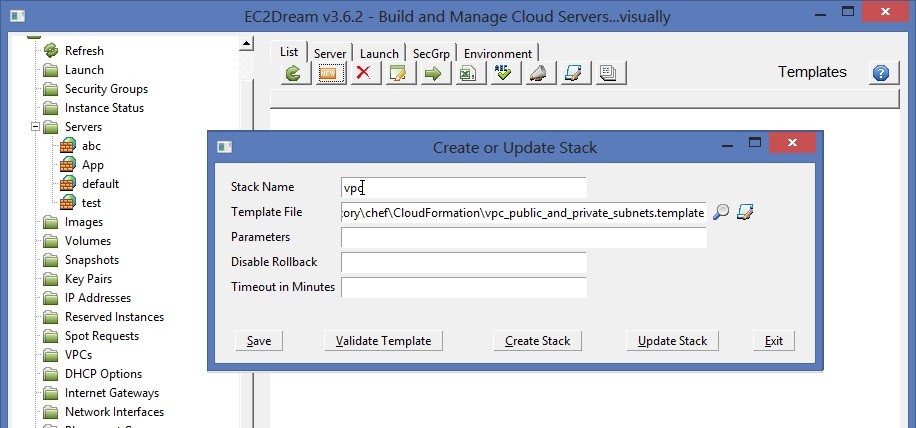 EC2Dream v3.6.2 - Build and Manage Cloud Servers...visually
Refresh
Launch
Security Groups
Instance Status
Servers
abc
App
default
test
Images
Volumes
Snapshots
Key Pairs
IP Addresses
Reserved Instances
Spot Requests
VPCs
DHCP Options
Internet Gateways
Network Interfaces
List Server Launch SecGrp Environment
NEW
ABC
Templates
Create or Update Stack
Stack Name vpc
Template File :ory\chef\CloudFormation\vpc_public_and_private_subnets.template
Parameters
Disable Rollback
Timeout in Minutes
Save Validate Template Create Stack Update Stack Exit